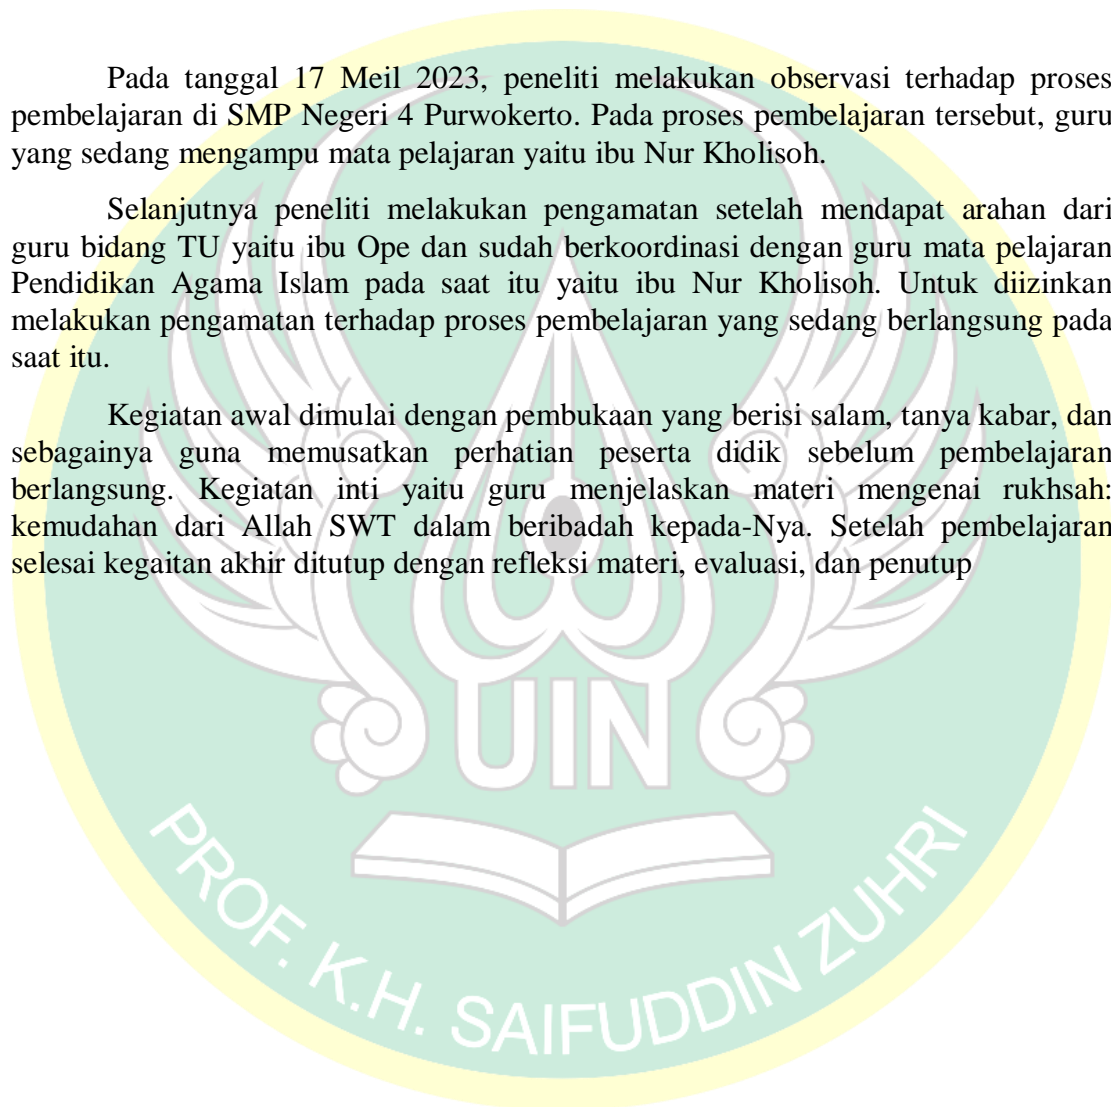 Pada tanggal 17 Meil 2023, peneliti melakukan observasi terhadap proses
pembelajaran di SMP Negeri 4 Purwokerto. Pada proses pembelajaran tersebut, guru
yang sedang mengampu mata pelajaran yaitu ibu Nur Kholisoh.
Selanjutnya peneliti melakukan pengamatan setelah mendapat arahan dari
guru bidang TU yaitu ibu Ope dan sudah berkoordinasi dengan guru mata pelajaran
Pendidikan Agama Islam pada saat itu yaitu ibu Nur Kholisoh. Untuk diizinkan
melakukan pengamatan terhadap proses pembelajaran yang sedang berlangsung pada
saat itu.
Kegiatan awal dimulai dengan pembukaan yang berisi salam, tanya kabar, dan
sebagainya guna memusatkan perhatian peserta didik sebelum pembelajaran
berlangsung. Kegiatan inti yaitu guru menjelaskan materi mengenai rukhsah:
kemudahan dari Allah SWT dalam beribadah kepada-Nya. Setelah pembelajaran
selesai kegaitan akhir ditutup dengan refleksi materi, evaluasi, dan penutup
UIN
PROF. K.H. SAIFUDDIN ZUHRI